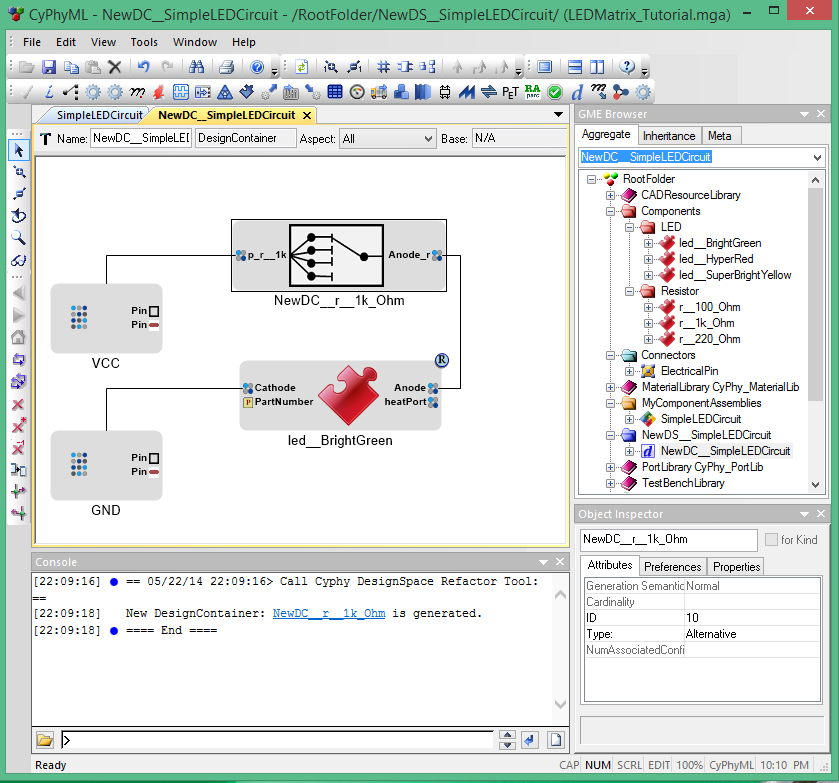 CyPhyML - NewDC__SimpleLEDCircuit - /RootFolder/NewDS__SimpleLEDCircuit/ (LEDMatrix_Tutorial.mga)
File Edit View Tools Window Help
PET RA
SimpleLEDCircuit NewDC__SimpleLEDCircuit
T Name: NewDC__SimpleLED DesignContainer Aspect: All Base: N/A
p_r__1k Anode_r
NewDC__r__1k_Ohm
Pin
Pin
VCC
R
Cathode
P PartNumber
Anode
heatPort
led__BrightGreen
Pin
Pin
GND
GME Browser
Aggregate Inheritance Meta
NewDC__SimpleLEDCircuit
RootFolder
CADResourceLibrary
Components
LED
led__BrightGreen
led__HyperRed
led__SuperBrightYellow
Resistor
r__100_Ohm
r__1k_Ohm
r__220_Ohm
Connectors
ElectricalPin
MaterialLibrary CyPhy_MaterialLib
MyComponentAssemblies
SimpleLEDCircuit
NewDS__SimpleLEDCircuit
d NewDC__SimpleLEDCircuit
PortLibrary CyPhy_PortLib
TestBenchLibrary
Object Inspector
NewDC__r__1k_Ohm for Kind
Attributes Preferences Properties
Generation Semantic Normal
Cardinality
ID 10
Type: Alternative
NumAssociatedConfi
Console
[22:09:16] == 05/22/14 22:09:16> Call Cyphy DesignSpace Refactor Tool:
==
[22:09:18] New DesignContainer: NewDC__r__1k_Ohm is generated.
[22:09:18] ==== End ====
>
Ready CAP NUM SCRL EDIT 100% CyPhyML 10:10 PM